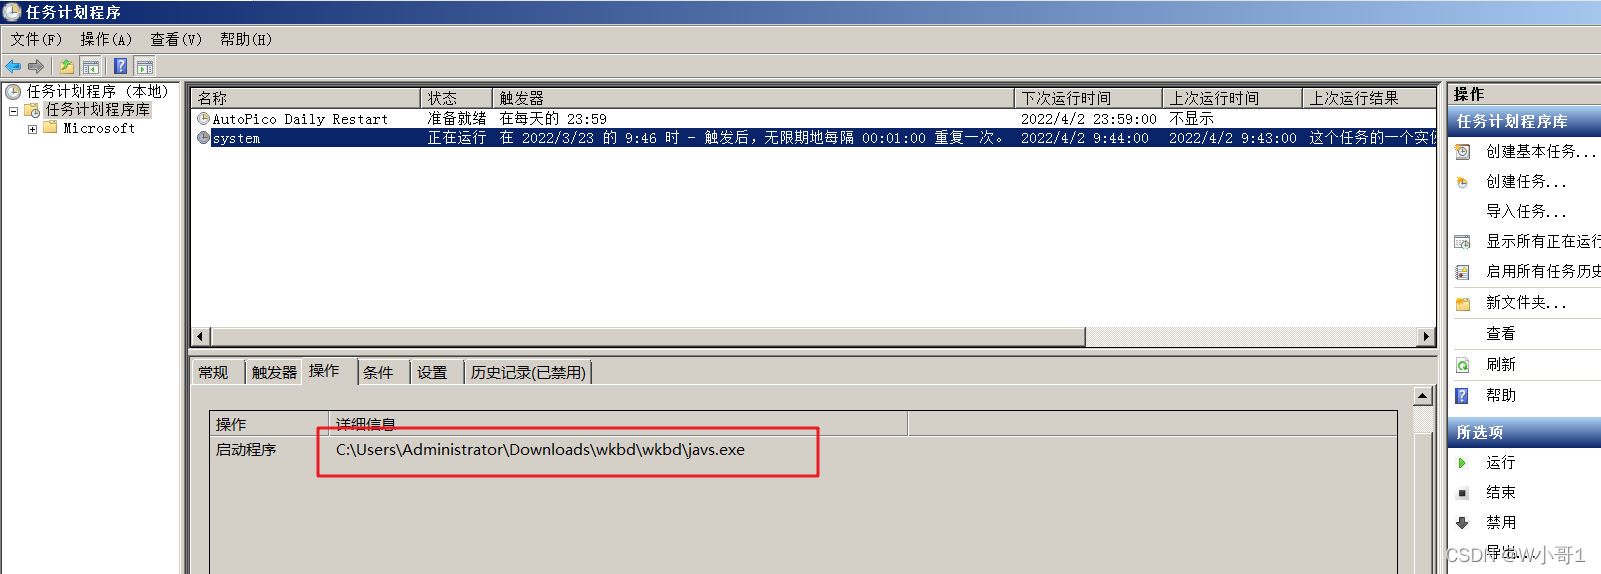 任务计划程序
文件(F) 操作(A) 查看(V) 帮助(H)
任务计划程序 (本地)
任务计划程序库
Microsoft
名称 状态 触发器 下次运行时间 上次运行时间 上次运行结果
AutoPico Daily Restart 准备就绪 在每天的 23:59 2022/4/2 23:59:00 不显示
system 正在运行 在 2022/3/23 的 9:46 时 - 触发后，无限期地每隔 00:01:00 重复一次。 2022/4/2 9:44:00 2022/4/2 9:43:00 这个任务的一个实例
常规 触发器 操作 条件 设置 历史记录(已禁用)
操作 详细信息
启动程序 C:\Users\Administrator\Downloads\wkbd\wkbd\javs.exe
操作
任务计划程序库
创建基本任务...
创建任务...
导入任务...
显示所有正在运行
启用所有任务历史
新文件夹...
查看
刷新
帮助
所选项
运行
结束
禁用
导出...
CSDN @W小哥1